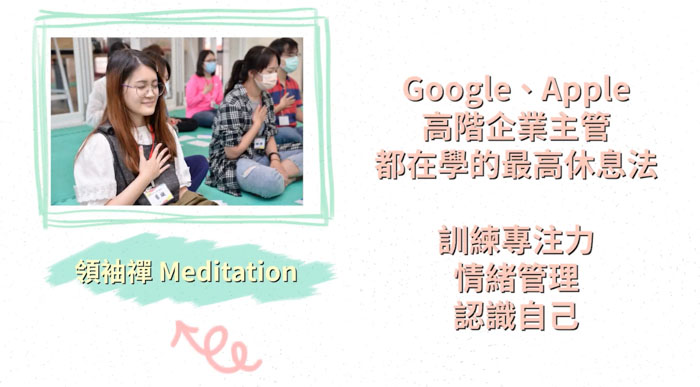 Google、Apple
高階企業主管
都在學的最高休息法
訓練專注力
情緒管理
認識自己
領袖禪 Meditation